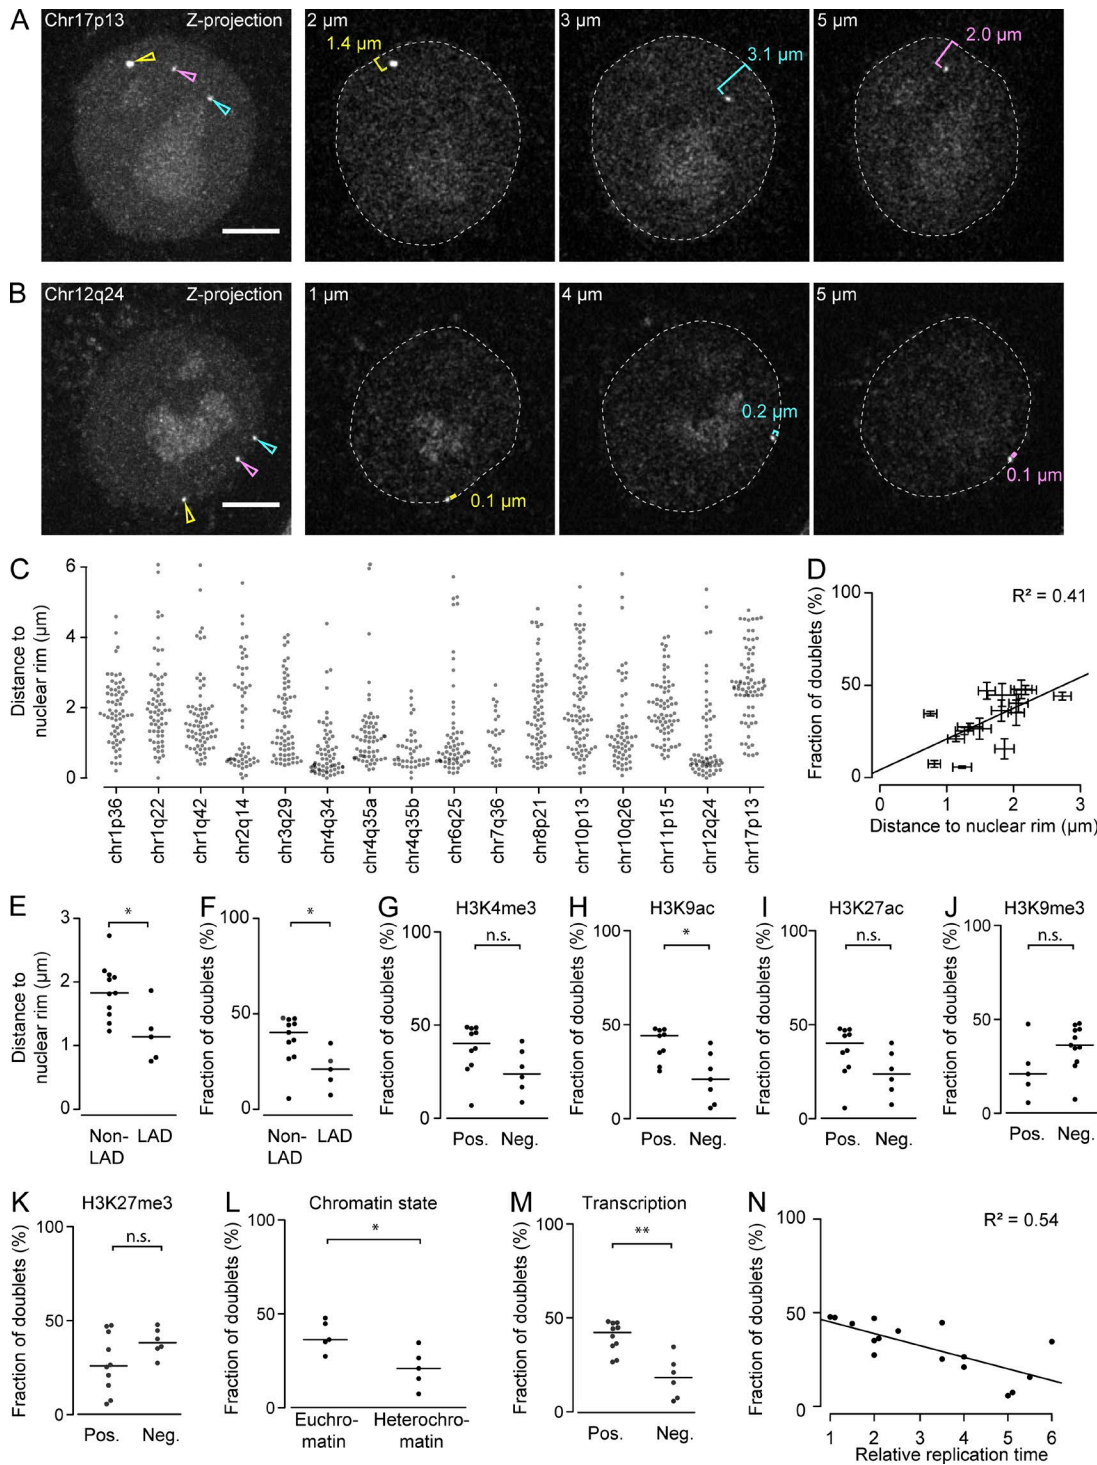 A
Chr17p13 Z-projection
2 µm
1.4 µm
3 µm
3.1 µm
5 µm
2.0 µm
B
Chr12q24 Z-projection
1 µm
0.1 µm
4 µm
0.2 µm
5 µm
0.1 µm
C
Distance to
nuclear rim (µm)
6
4
2
0
chr1p36
chr1q22
chr1q42
chr2q14
chr3q29
chr4q34
chr4q35a
chr4q35b
chr6q25
chr7q36
chr8p21
chr10p13
chr10q26
chr11p15
chr12q24
chr17p13
D
Fraction of doublets (%)
100
50
0
R² = 0.41
0 1 2 3
Distance to nuclear rim (µm)
E
Distance to
nuclear rim (µm)
3
2
1
0
*
Non-
LAD
LAD
F
Fraction of doublets (%)
100
50
0
*
Non-
LAD
LAD
G
H3K4me3
Fraction of doublets (%)
100
50
0
n.s.
Pos. Neg.
H
H3K9ac
Fraction of doublets (%)
100
50
0
*
Pos. Neg.
I
H3K27ac
Fraction of doublets (%)
100
50
0
n.s.
Pos. Neg.
J
H3K9me3
Fraction of doublets (%)
100
50
0
n.s.
Pos. Neg.
K
H3K27me3
Fraction of doublets (%)
100
50
0
n.s.
Pos. Neg.
L
Chromatin state
Fraction of doublets (%)
100
50
0
*
Euchro-
matin
Heterochro-
matin
M
Transcription
Fraction of doublets (%)
100
50
0
**
Pos. Neg.
N
Fraction of doublets (%)
100
50
0
R² = 0.54
1 2 3 4 5 6
Relative replication time